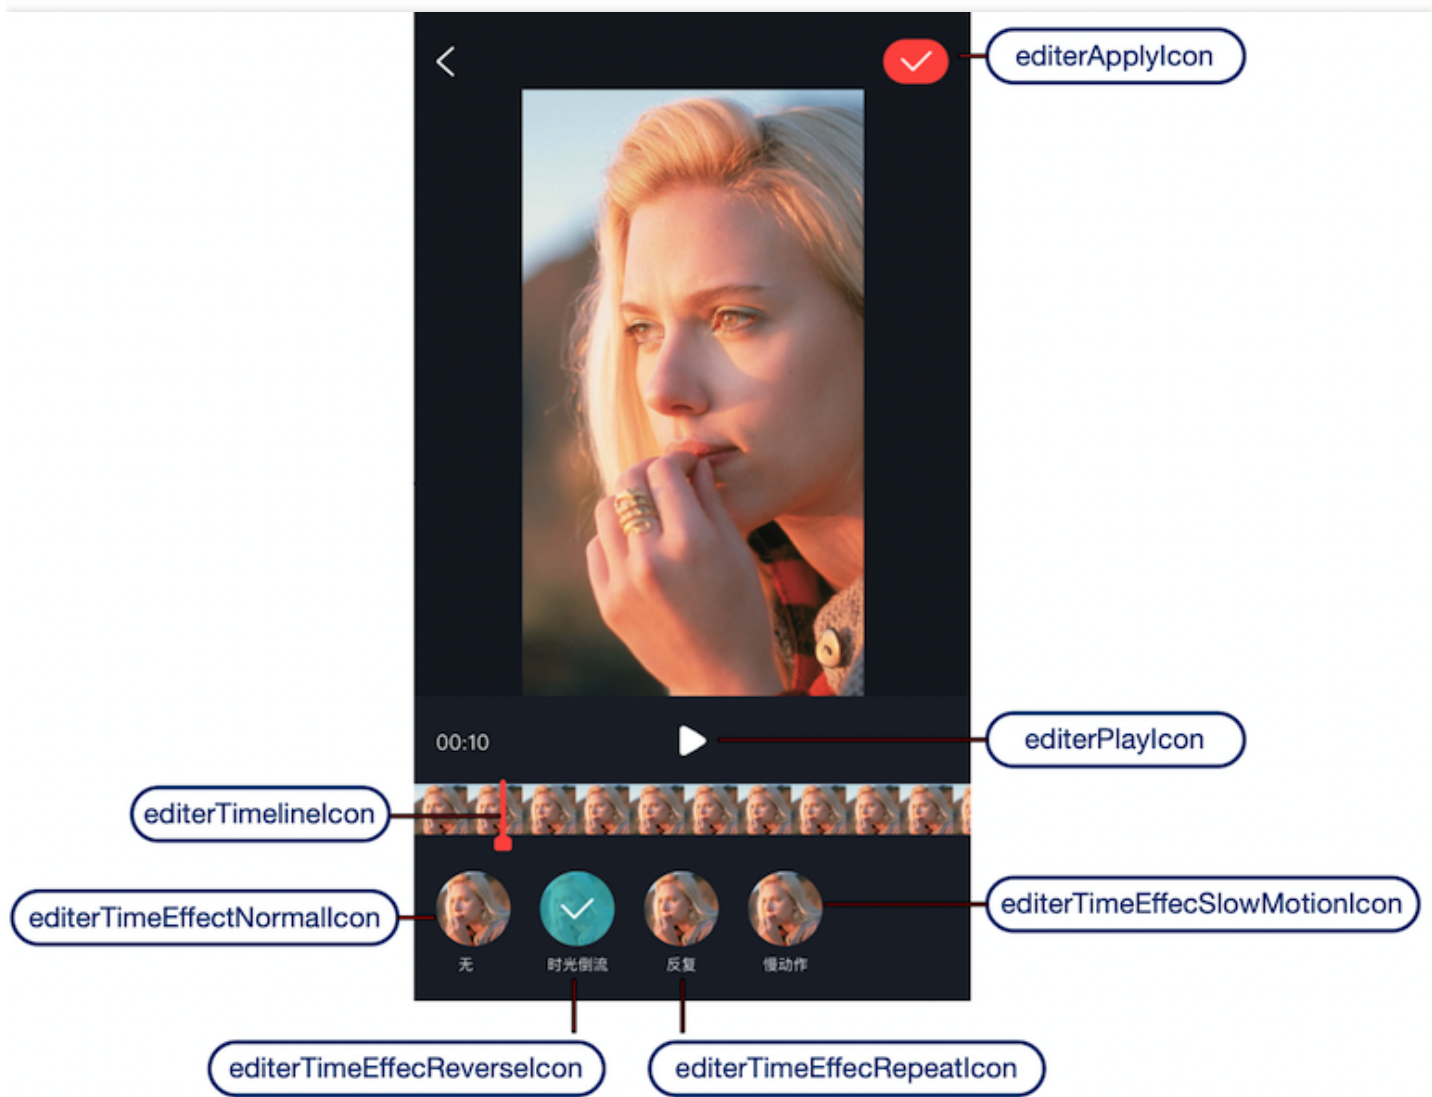 editerApplyIcon
00:10
editerPlayIcon
editerTimelineIcon
editerTimeEffectNormalIcon
editerTimeEffecSlowMotionIcon
无
时光倒流
反复
慢动作
editerTimeEffecReverseIcon
editerTimeEffecRepeatIcon